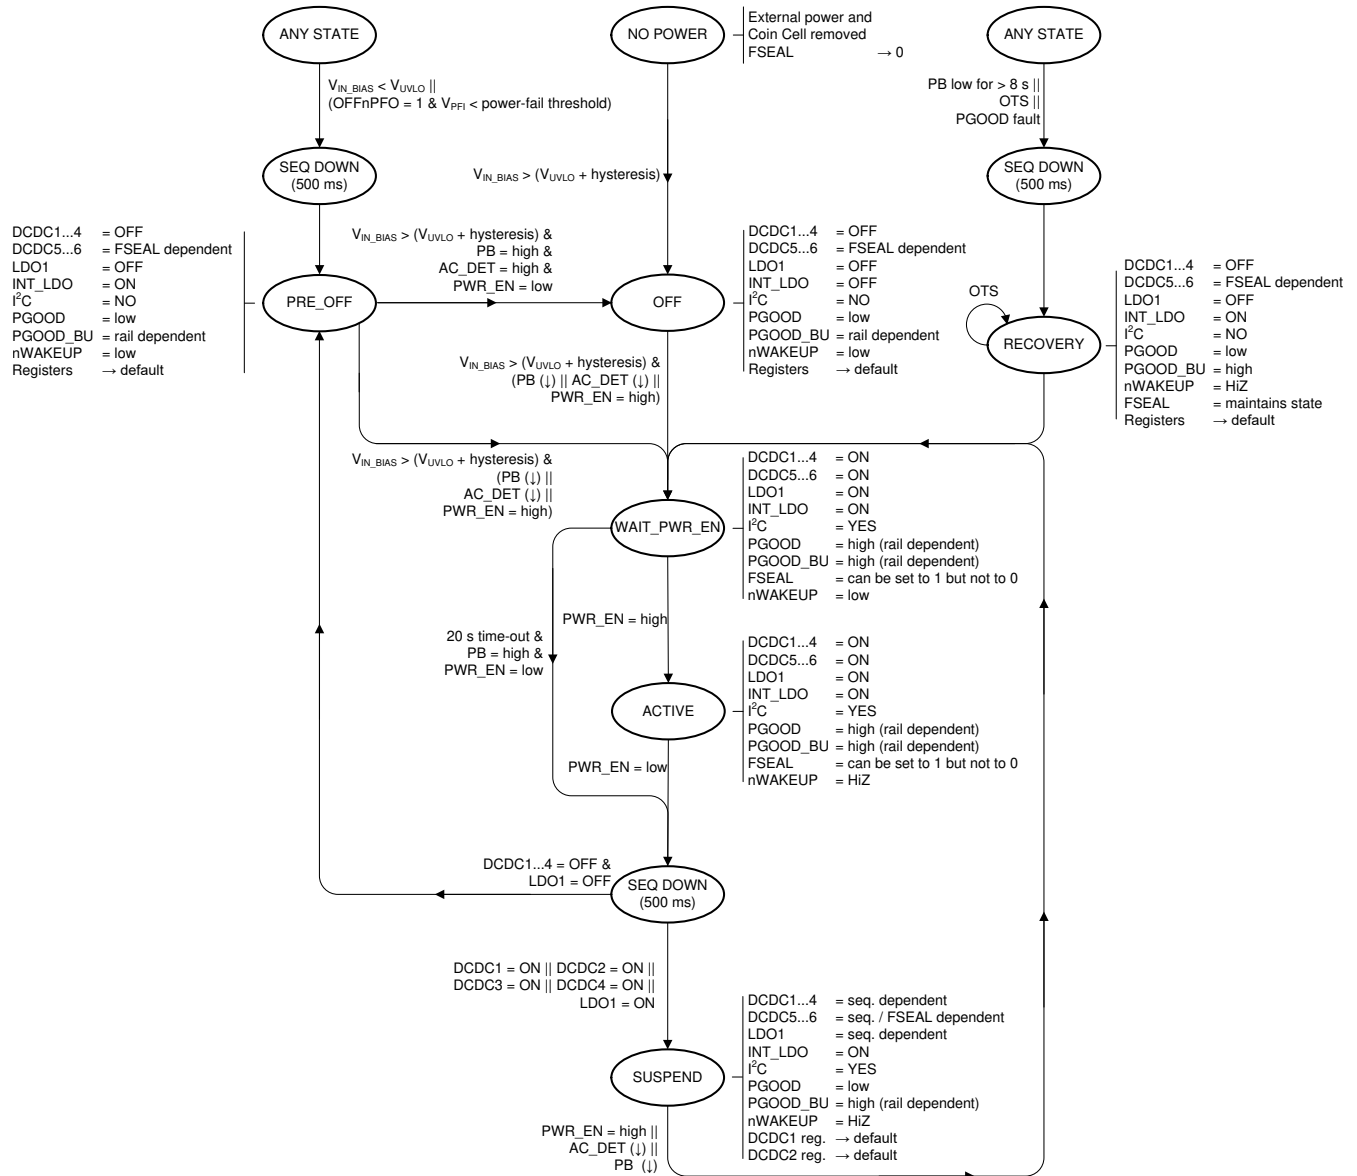 ANY STATE
NO POWER
External power and
Coin Cell removed
FSEAL → 0
ANY STATE
V_IN_BIAS < V_UVLO ||
(OFFnPFO = 1 & V_PFI < power-fail threshold)
PB low for > 8 s ||
OTS ||
PGOOD fault
SEQ DOWN
(500 ms)
V_IN_BIAS > (V_UVLO + hysteresis)
SEQ DOWN
(500 ms)
DCDC1...4 = OFF
DCDC5...6 = FSEAL dependent
LDO1 = OFF
INT_LDO = ON
I²C = NO
PGOOD = low
PGOOD_BU = rail dependent
nWAKEUP = low
Registers → default
PRE_OFF
V_IN_BIAS > (V_UVLO + hysteresis) &
PB = high &
AC_DET = high &
PWR_EN = low
OFF
DCDC1...4 = OFF
DCDC5...6 = FSEAL dependent
LDO1 = OFF
INT_LDO = OFF
I²C = NO
PGOOD = low
PGOOD_BU = rail dependent
nWAKEUP = low
Registers → default
OTS
RECOVERY
DCDC1...4 = OFF
DCDC5...6 = FSEAL dependent
LDO1 = OFF
INT_LDO = ON
I²C = NO
PGOOD = low
PGOOD_BU = high
nWAKEUP = HiZ
FSEAL = maintains state
Registers → default
V_IN_BIAS > (V_UVLO + hysteresis) &
(PB (↓) || AC_DET (↓) ||
PWR_EN = high)
V_IN_BIAS > (V_UVLO + hysteresis) &
(PB (↓) ||
AC_DET (↓) ||
PWR_EN = high)
WAIT_PWR_EN
DCDC1...4 = ON
DCDC5...6 = ON
LDO1 = ON
INT_LDO = ON
I²C = YES
PGOOD = high (rail dependent)
PGOOD_BU = high (rail dependent)
FSEAL = can be set to 1 but not to 0
nWAKEUP = low
PWR_EN = high
20 s time-out &
PB = high &
PWR_EN = low
ACTIVE
DCDC1...4 = ON
DCDC5...6 = ON
LDO1 = ON
INT_LDO = ON
I²C = YES
PGOOD = high (rail dependent)
PGOOD_BU = high (rail dependent)
FSEAL = can be set to 1 but not to 0
nWAKEUP = HiZ
PWR_EN = low
DCDC1...4 = OFF &
LDO1 = OFF
SEQ DOWN
(500 ms)
DCDC1 = ON || DCDC2 = ON ||
DCDC3 = ON || DCDC4 = ON ||
LDO1 = ON
SUSPEND
DCDC1...4 = seq. dependent
DCDC5...6 = seq. / FSEAL dependent
LDO1 = seq. dependent
INT_LDO = ON
I²C = YES
PGOOD = low
PGOOD_BU = high (rail dependent)
nWAKEUP = HiZ
DCDC1 reg. → default
DCDC2 reg. → default
PWR_EN = high ||
AC_DET (↓) ||
PB (↓)